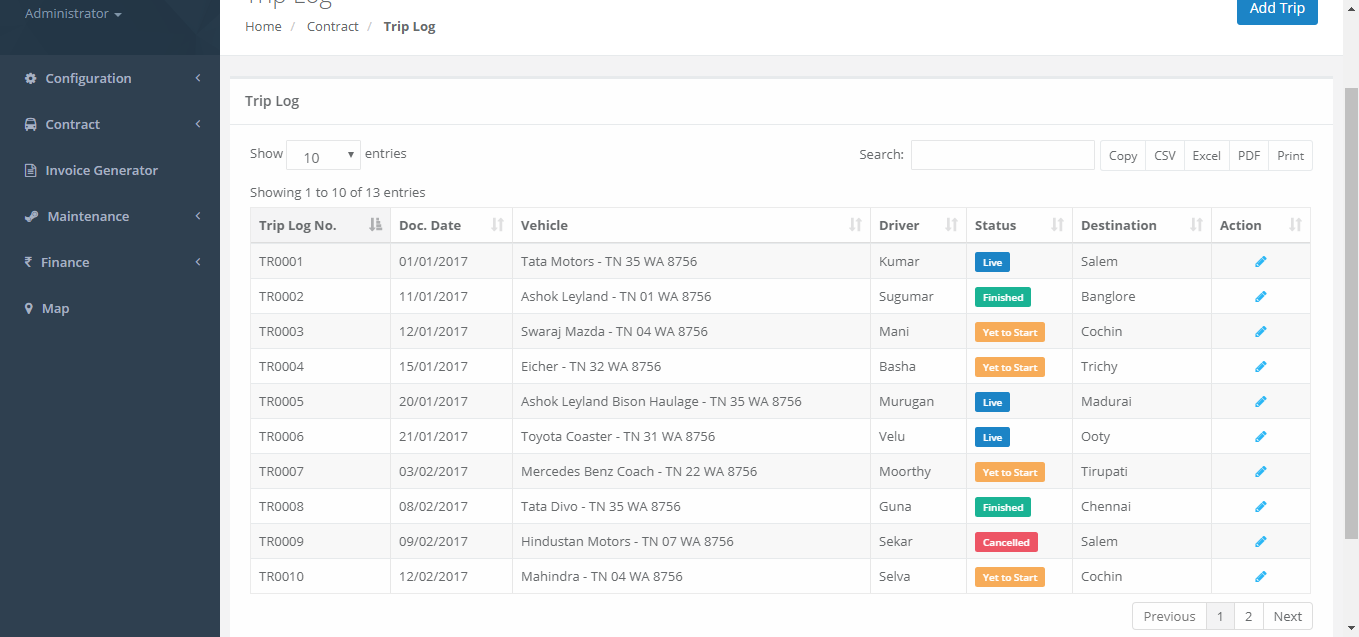 Administrator
Trip Log
Home / Contract / Trip Log
Add Trip
Configuration
Contract
Invoice Generator
Maintenance
₹ Finance
Map
Trip Log
Show 10 entries
Search:
Copy CSV Excel PDF Print
Showing 1 to 10 of 13 entries
Trip Log No. Doc. Date Vehicle Driver Status Destination Action
TR0001 01/01/2017 Tata Motors - TN 35 WA 8756 Kumar Live Salem
TR0002 11/01/2017 Ashok Leyland - TN 01 WA 8756 Sugumar Finished Banglore
TR0003 12/01/2017 Swaraj Mazda - TN 04 WA 8756 Mani Yet to Start Cochin
TR0004 15/01/2017 Eicher - TN 32 WA 8756 Basha Yet to Start Trichy
TR0005 20/01/2017 Ashok Leyland Bison Haulage - TN 35 WA 8756 Murugan Live Madurai
TR0006 21/01/2017 Toyota Coaster - TN 31 WA 8756 Velu Live Ooty
TR0007 03/02/2017 Mercedes Benz Coach - TN 22 WA 8756 Moorthy Yet to Start Tirupati
TR0008 08/02/2017 Tata Divo - TN 35 WA 8756 Guna Finished Chennai
TR0009 09/02/2017 Hindustan Motors - TN 07 WA 8756 Sekar Cancelled Salem
TR0010 12/02/2017 Mahindra - TN 04 WA 8756 Selva Yet to Start Cochin
Previous 1 2 Next